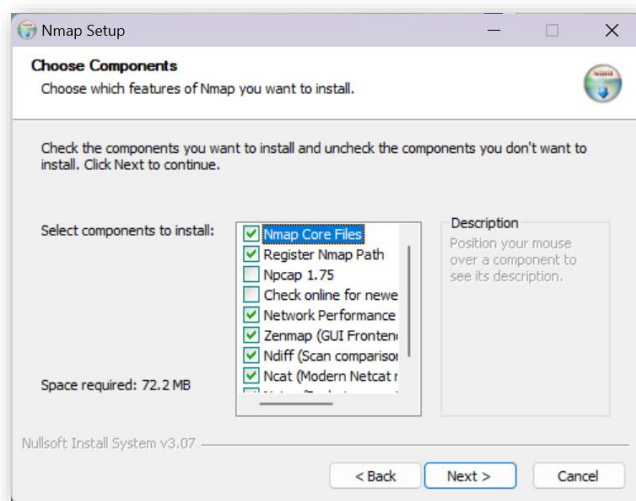 Nmap Setup
Choose Components
Choose which features of Nmap you want to install.
Check the components you want to install and uncheck the components you don't want to
install. Click Next to continue.
Select components to install:
Nmap Core Files
Register Nmap Path
Npcap 1.75
Check online for newe
Network Performance
Zenmap (GUI Fronten
Ndiff (Scan comparisor
Ncat (Modern Netcat r
Description
Position your mouse
over a component to
see its description.
Space required: 72.2 MB
Nullsoft Install System v3.07
< Back
Next >
Cancel